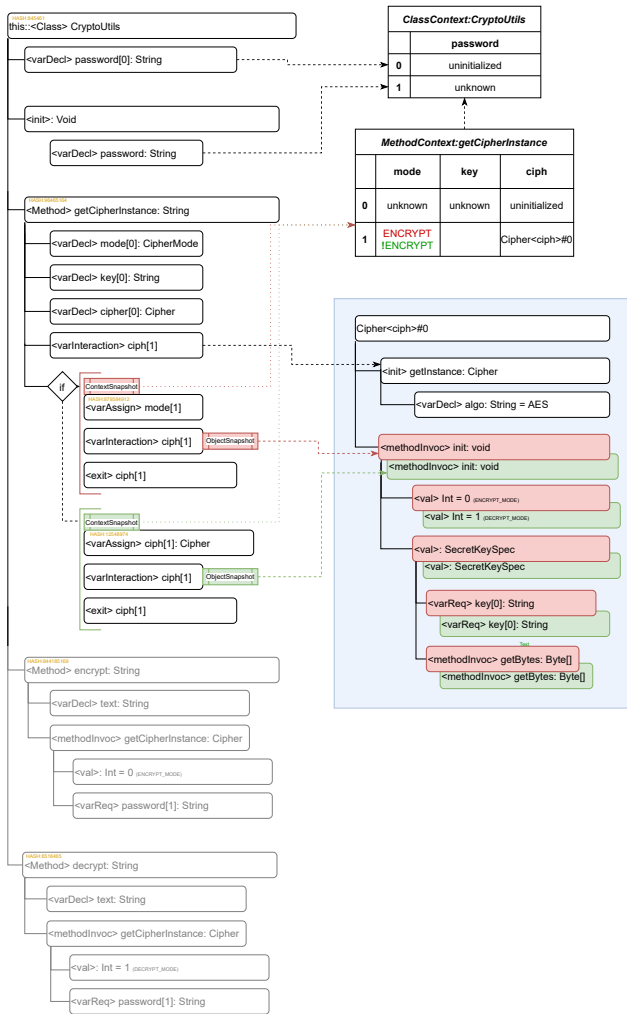 HASH:845461
this::<Class> CryptoUtils
<varDecl> password[0]: String
<init>: Void
<varDecl> password: String
<Method> getCipherInstance: String
<varDecl> mode[0]: CipherMode
<varDecl> key[0]: String
<varDecl> cipher[0]: Cipher
<varInteraction> ciph[1]
if
ContextSnapshot
<varAssign> mode[1]
<varInteraction> ciph[1]
ObjectSnapshot
<exit> ciph[1]
ContextSnapshot
<varAssign> ciph[1]: Cipher
<varInteraction> ciph[1]
ObjectSnapshot
<exit> ciph[1]
<Method> encrypt: String
<varDecl> text: String
<methodInvoc> getCipherInstance: Cipher
<val>: Int = 0 (ENCRYPT_MODE)
<varReq> password[1]: String
<Method> decrypt: String
<varDecl> text: String
<methodInvoc> getCipherInstance: Cipher
<val>: Int = 1 (DECRYPT_MODE)
<varReq> password[1]: String
ClassContext:CryptoUtils
password
0 uninitialized
1 unknown
MethodContext:getCipherInstance
mode key ciph
0 unknown unknown uninitialized
1 ENCRYPT
!ENCRYPT
Cipher<ciph>#0
Cipher<ciph>#0
<init> getInstance: Cipher
<varDecl> algo: String = AES
<methodInvoc> init: void
<methodInvoc> init: void
<val> Int = 0 (ENCRYPT_MODE)
<val> Int = 1 (DECRYPT_MODE)
<val>: SecretKeySpec
<val>: SecretKeySpec
<varReq> key[0]: String
<varReq> key[0]: String
Text
<methodInvoc> getBytes: Byte[]
<methodInvoc> getBytes: Byte[]